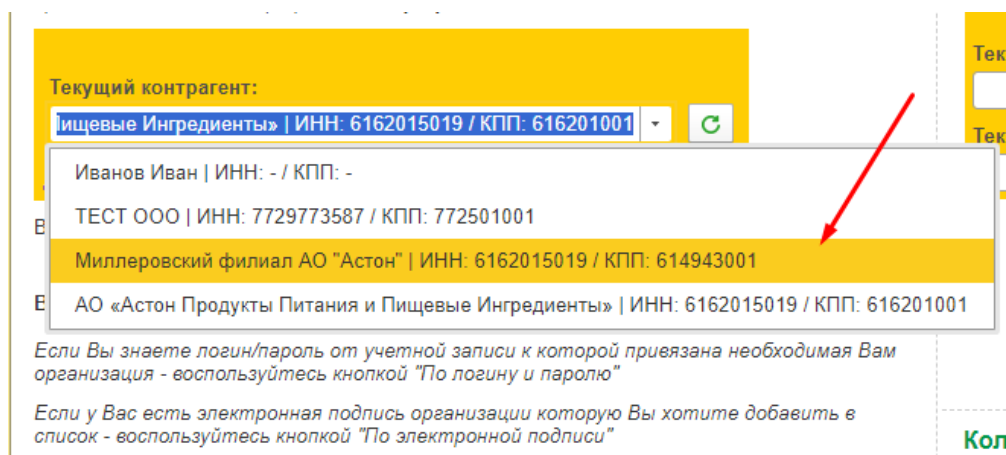 Текущий контрагент:
Пищевые Ингредиенты» | ИНН: 6162015019 / КПП: 616201001
Иванов Иван | ИНН: - / КПП: -
ТЕСТ ООО | ИНН: 7729773587 / КПП: 772501001
Миллеровский филиал АО "Астон" | ИНН: 6162015019 / КПП: 614943001
АО «Астон Продукты Питания и Пищевые Ингредиенты» | ИНН: 6162015019 / КПП: 616201001
Если Вы знаете логин/пароль от учетной записи к которой привязана необходимая Вам
организация - воспользуйтесь кнопкой "По логину и паролю"
Если у Вас есть электронная подпись организации которую Вы хотите добавить в
список - воспользуйтесь кнопкой "По электронной подписи"
Тек
Тек
Кол